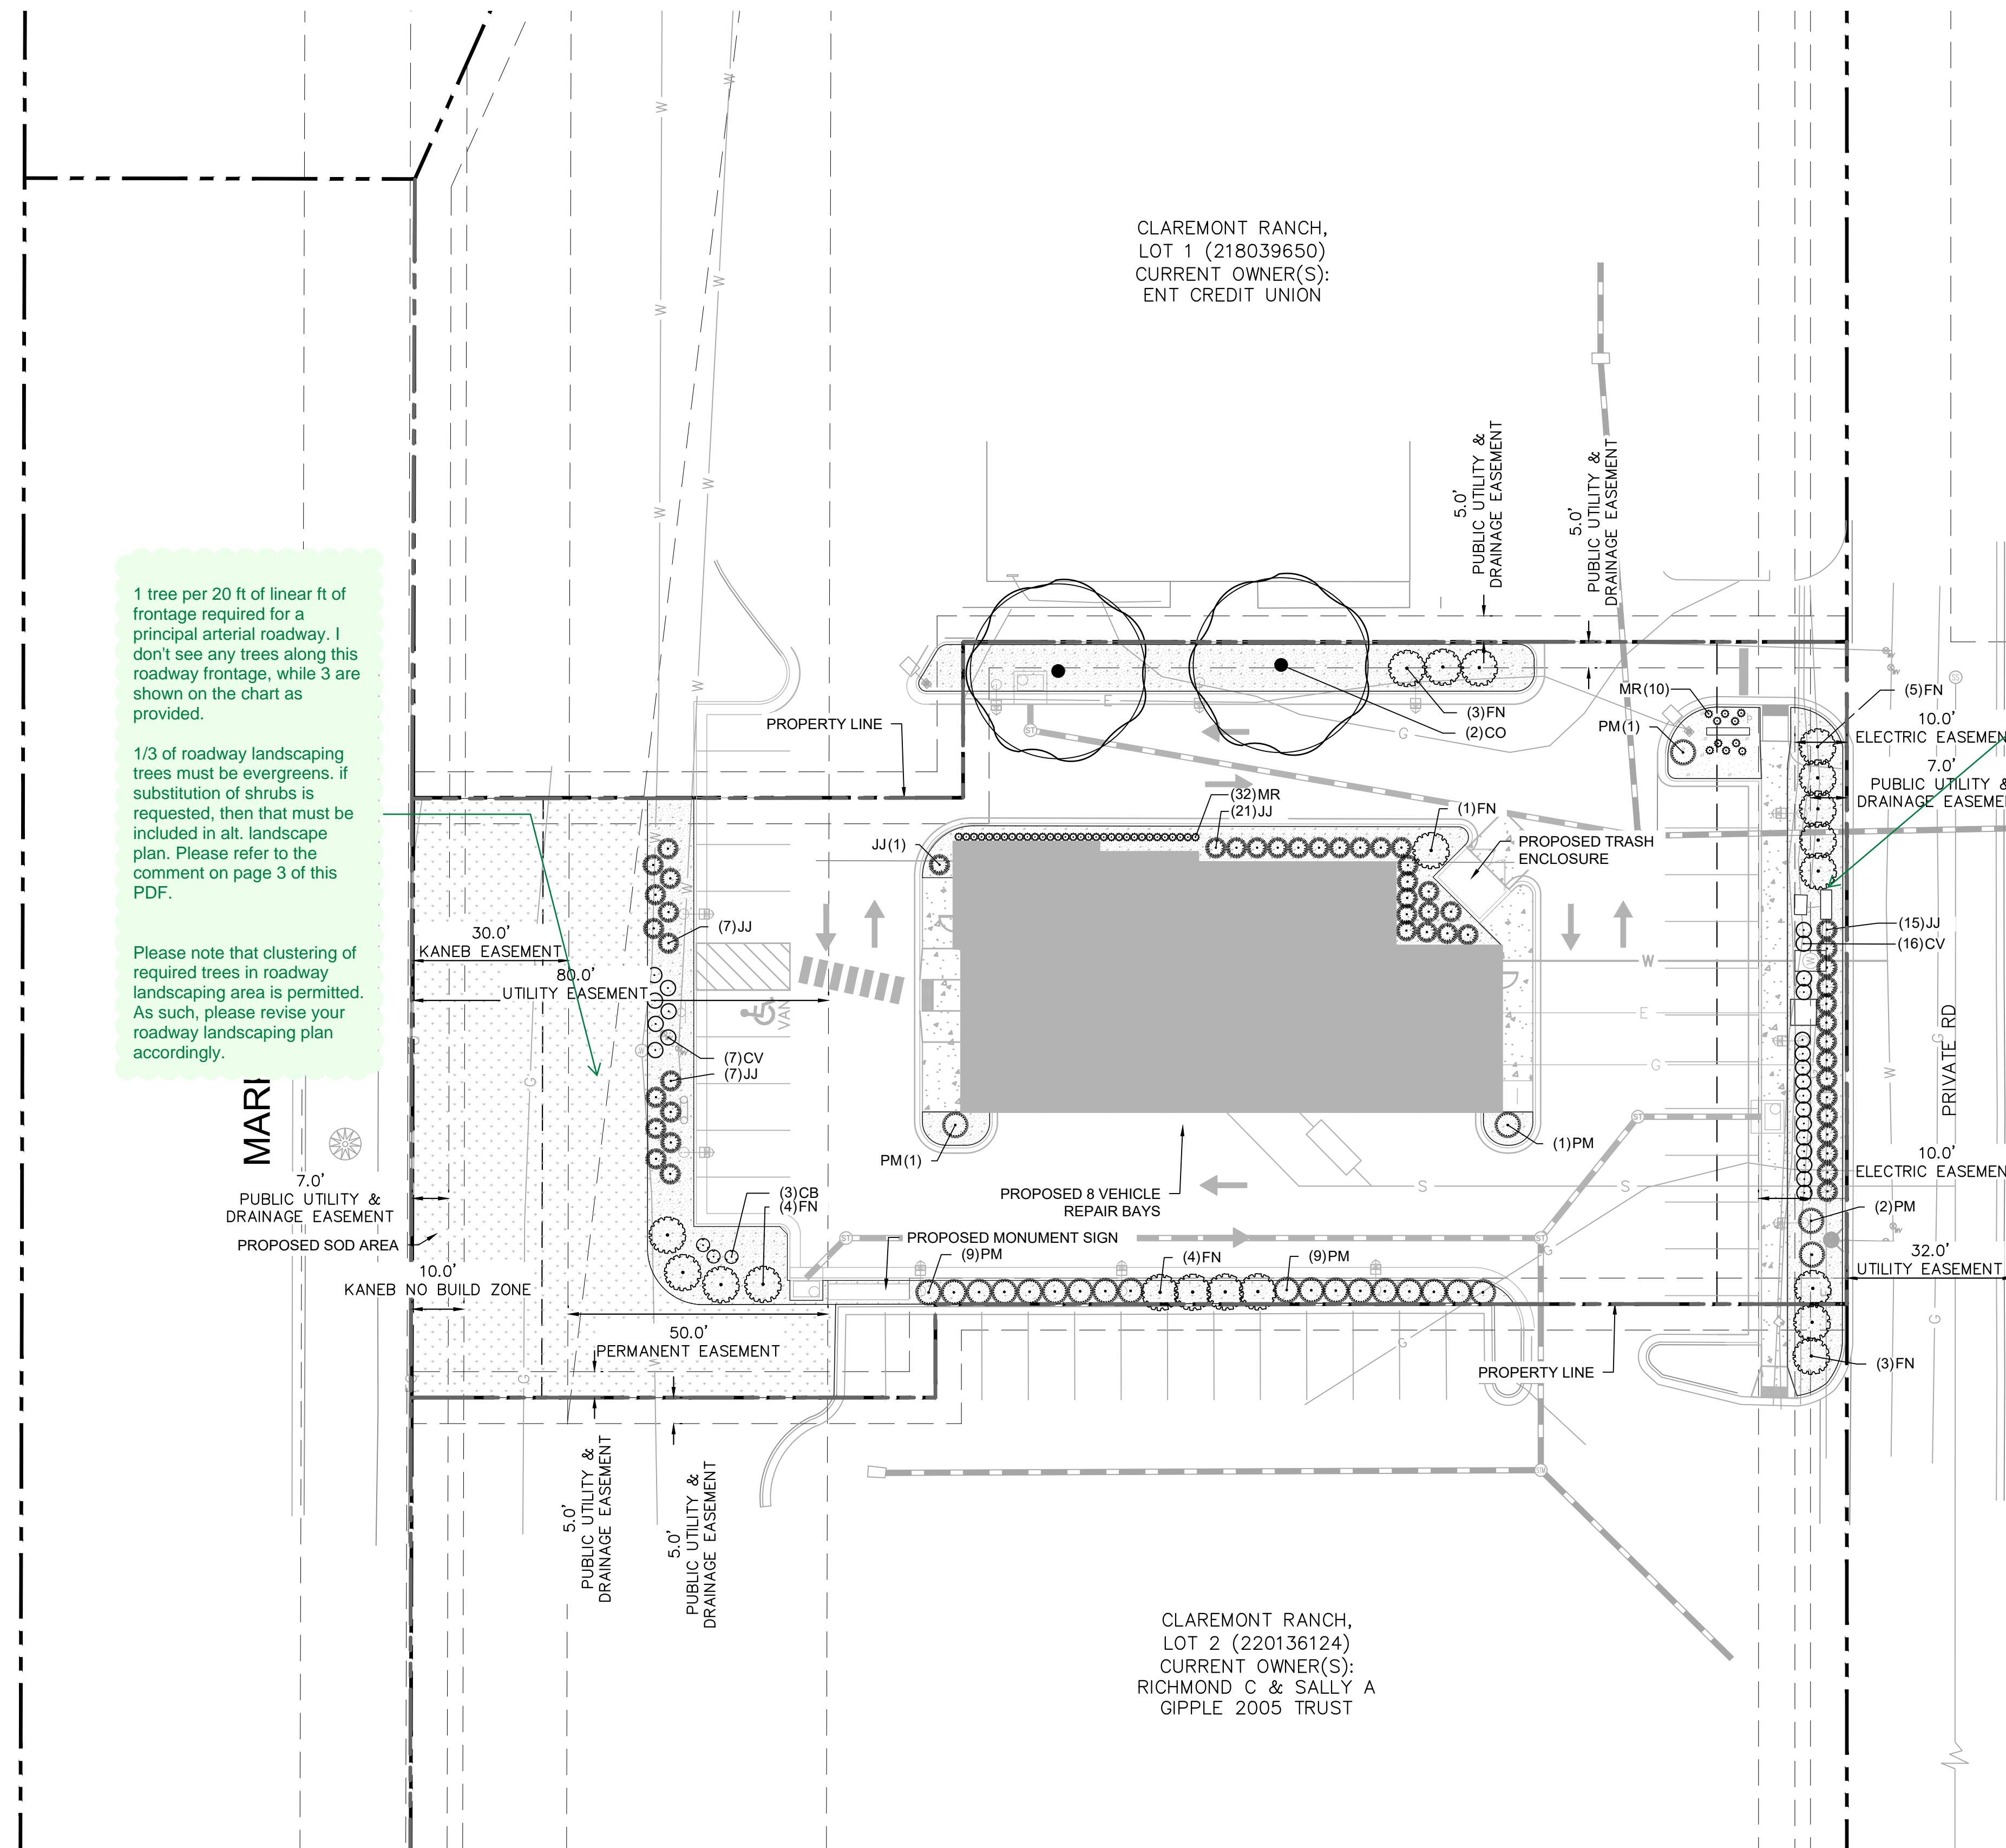 CLAREMONT RANCH,
LOT 1 (218039650)
CURRENT OWNER(S):
ENT CREDIT UNION
5.0'
PUBLIC UTILITY &
DRAINAGE EASEMENT
5.0'
PUBLIC UTILITY &
DRAINAGE EASEMENT
1 tree per 20 ft of linear ft of
frontage required for a
principal arterial roadway. I
don't see any trees along this
roadway frontage, while 3 are
shown on the chart as
provided.
1/3 of roadway landscaping
trees must be evergreens. if
substitution of shrubs is
requested, then that must be
included in alt. landscape
plan. Please refer to the
comment on page 3 of this
PDF.
Please note that clustering of
required trees in roadway
landscaping area is permitted.
As such, please revise your
roadway landscaping plan
accordingly.
PROPERTY LINE
(3)FN
(2)CO
MR(10)
PM(1)
(5)FN
10.0'
ELECTRIC EASEMEN
7.0'
PUBLIC UTILITY &
DRAINAGE EASEME
(32)MR
(21)JJ
(1)FN
JJ(1)
PROPOSED TRASH
ENCLOSURE
(7)JJ
30.0'
KANEB EASEMENT
80.0'
UTILITY EASEMENT
VAN
(15)JJ
(16)CV
(7)CV
(7)JJ
PRIVATE RD
MAR
7.0'
PUBLIC UTILITY &
DRAINAGE EASEMENT
PROPOSED SOD AREA
10.0'
KANEB NO BUILD ZONE
PM(1)
(1)PM
PROPOSED 8 VEHICLE
REPAIR BAYS
(3)CB
(4)FN
PROPOSED MONUMENT SIGN
(9)PM
(4)FN
(9)PM
10.0'
ELECTRIC EASEMEN
(2)PM
32.0'
UTILITY EASEMENT
50.0'
PERMANENT EASEMENT
PROPERTY LINE
(3)FN
5.0'
PUBLIC UTILITY &
DRAINAGE EASEMENT
5.0'
PUBLIC UTILITY &
DRAINAGE EASEMENT
CLAREMONT RANCH,
LOT 2 (220136124)
CURRENT OWNER(S):
RICHMOND C & SALLY A
GIPPLE 2005 TRUST
W
W
W
W
W
W
W
W
W
W
W
W
W
W
G
G
G
G
G
G
G
G
G
G
E
E
S
S
ST
ST
ST
ST
SS